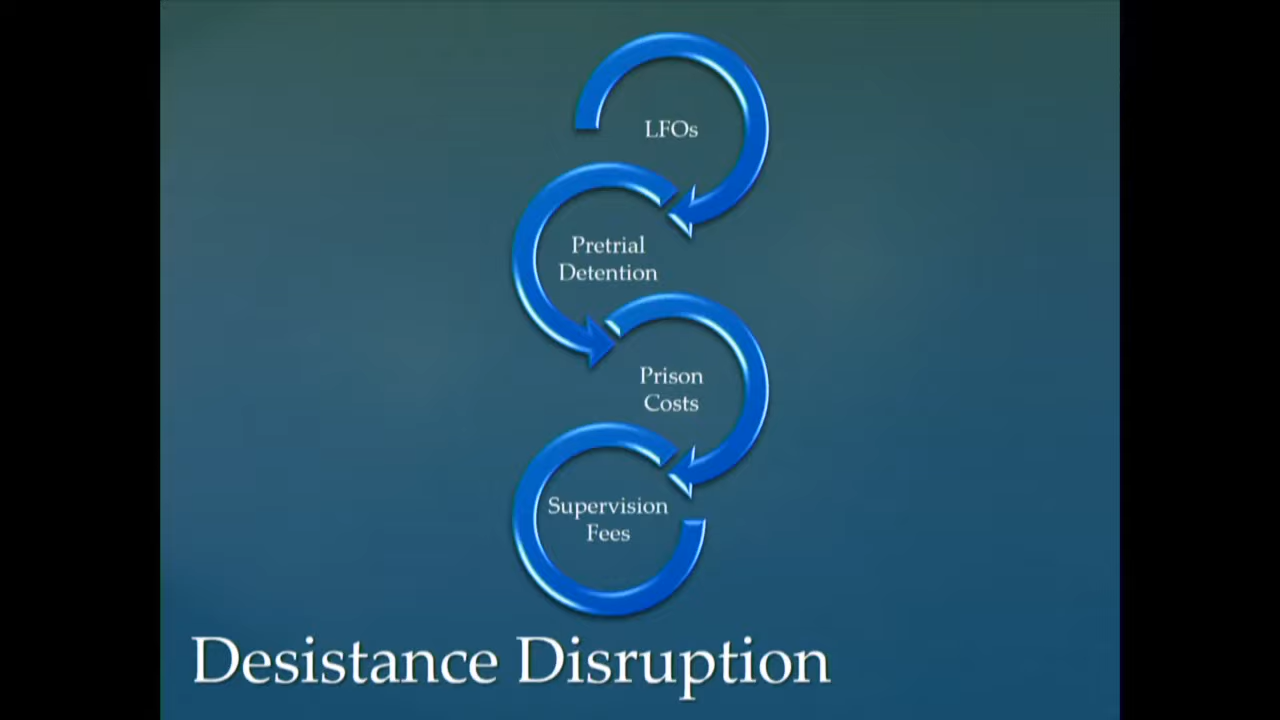 LFOs
Pretrial
Detention
Prison
Costs
Supervision
Fees
Desistance Disruption